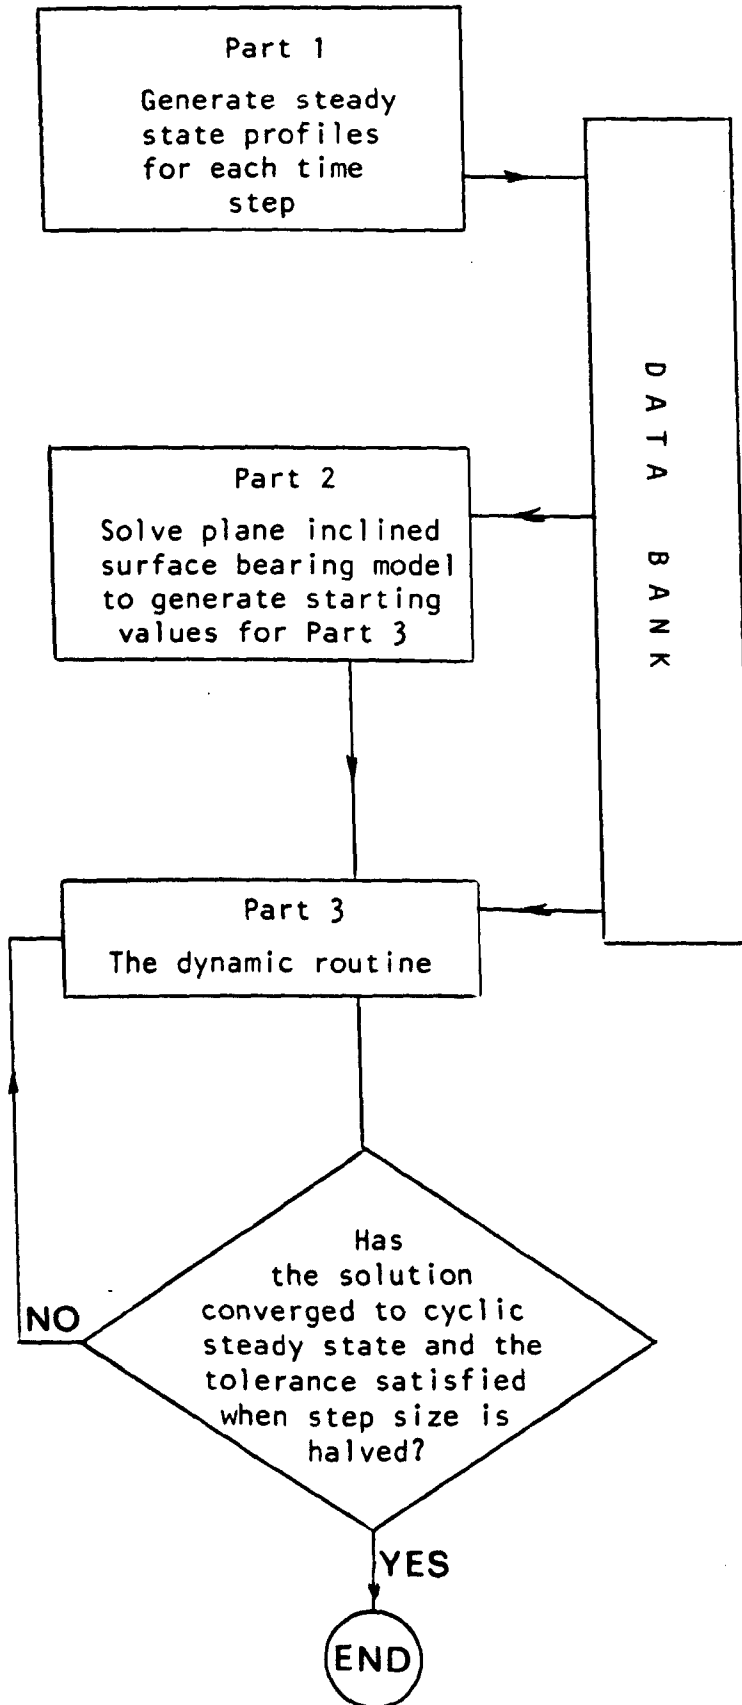 Part 1
Generate steady
state profiles
for each time
step
DATA BANK
Part 2
Solve plane inclined
surface bearing model
to generate starting
values for Part 3
Part 3
The dynamic routine
Has
the solution
converged to cyclic
steady state and the
tolerance satisfied
when step size is
halved?
NO
YES
END